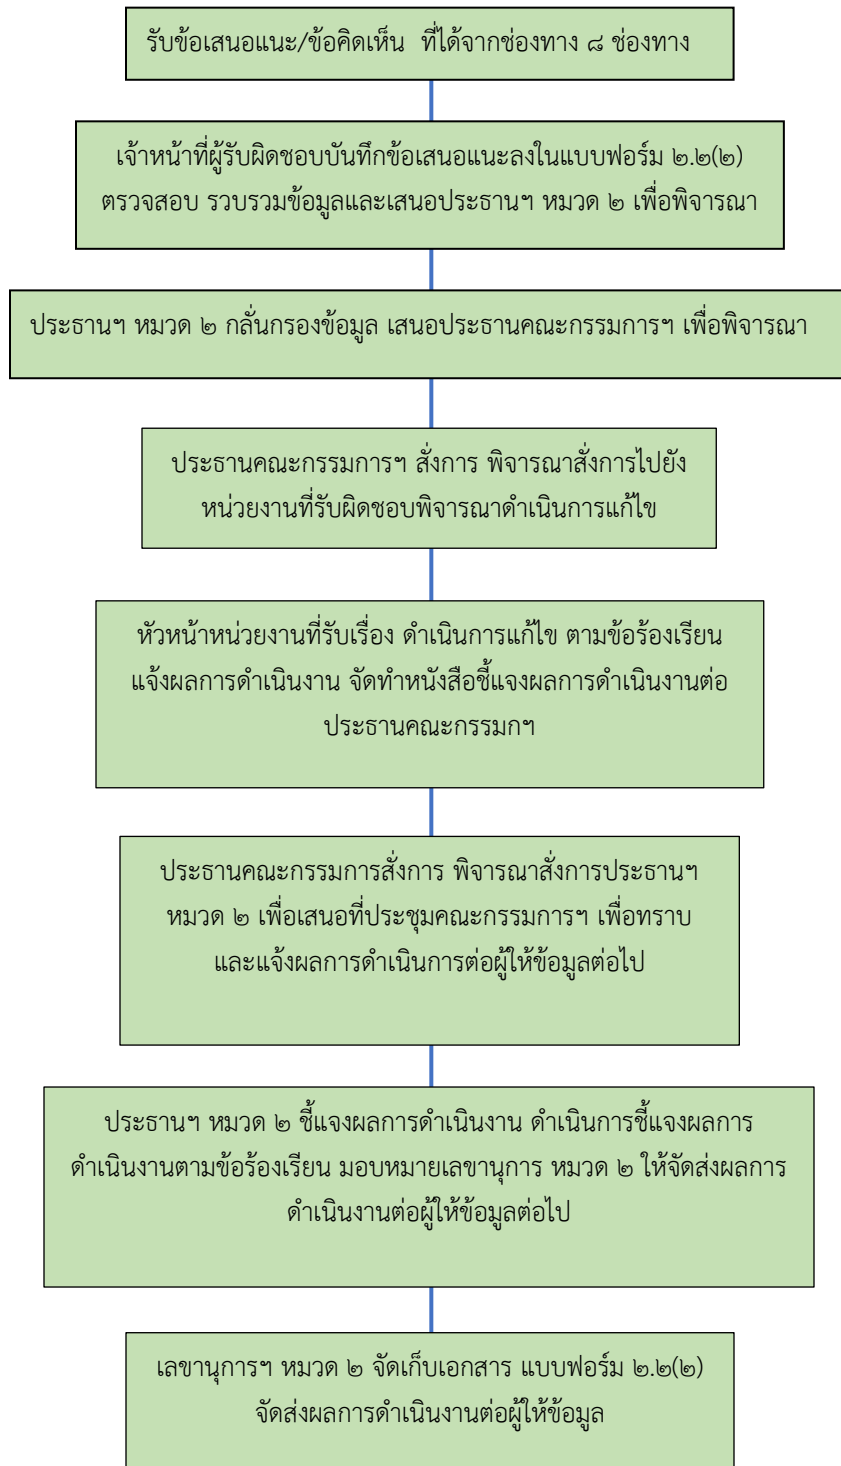 รับข้อเสนอแนะ/ข้อคิดเห็น ที่ได้จากช่องทาง ๘ ช่องทาง
เจ้าหน้าที่ผู้รับผิดชอบบันทึกข้อเสนอแนะลงในแบบฟอร์ม ๒.๒(๒)
ตรวจสอบ รวบรวมข้อมูลและเสนอประธานฯ หมวด ๒ เพื่อพิจารณา
ประธานฯ หมวด ๒ กลั่นกรองข้อมูล เสนอประธานคณะกรรมการฯ เพื่อพิจารณา
ประธานคณะกรรมการฯ สั่งการ พิจารณาสั่งการไปยัง
หน่วยงานที่รับผิดชอบพิจารณาดำเนินการแก้ไข
หัวหน้าหน่วยงานที่รับเรื่อง ดำเนินการแก้ไข ตามข้อร้องเรียน
แจ้งผลการดำเนินงาน จัดทำหนังสือชี้แจงผลการดำเนินงานต่อ
ประธานคณะกรรมกฯ
ประธานคณะกรรมการสั่งการ พิจารณาสั่งการประธานฯ
หมวด ๒ เพื่อเสนอที่ประชุมคณะกรรมการฯ เพื่อทราบ
และแจ้งผลการดำเนินการต่อผู้ให้ข้อมูลต่อไป
ประธานฯ หมวด ๒ ชี้แจงผลการดำเนินงาน ดำเนินการชี้แจงผลการ
ดำเนินงานตามข้อร้องเรียน มอบหมายเลขานุการ หมวด ๒ ให้จัดส่งผลการ
ดำเนินงานต่อผู้ให้ข้อมูลต่อไป
เลขานุการฯ หมวด ๒ จัดเก็บเอกสาร แบบฟอร์ม ๒.๒(๒)
จัดส่งผลการดำเนินงานต่อผู้ให้ข้อมูล